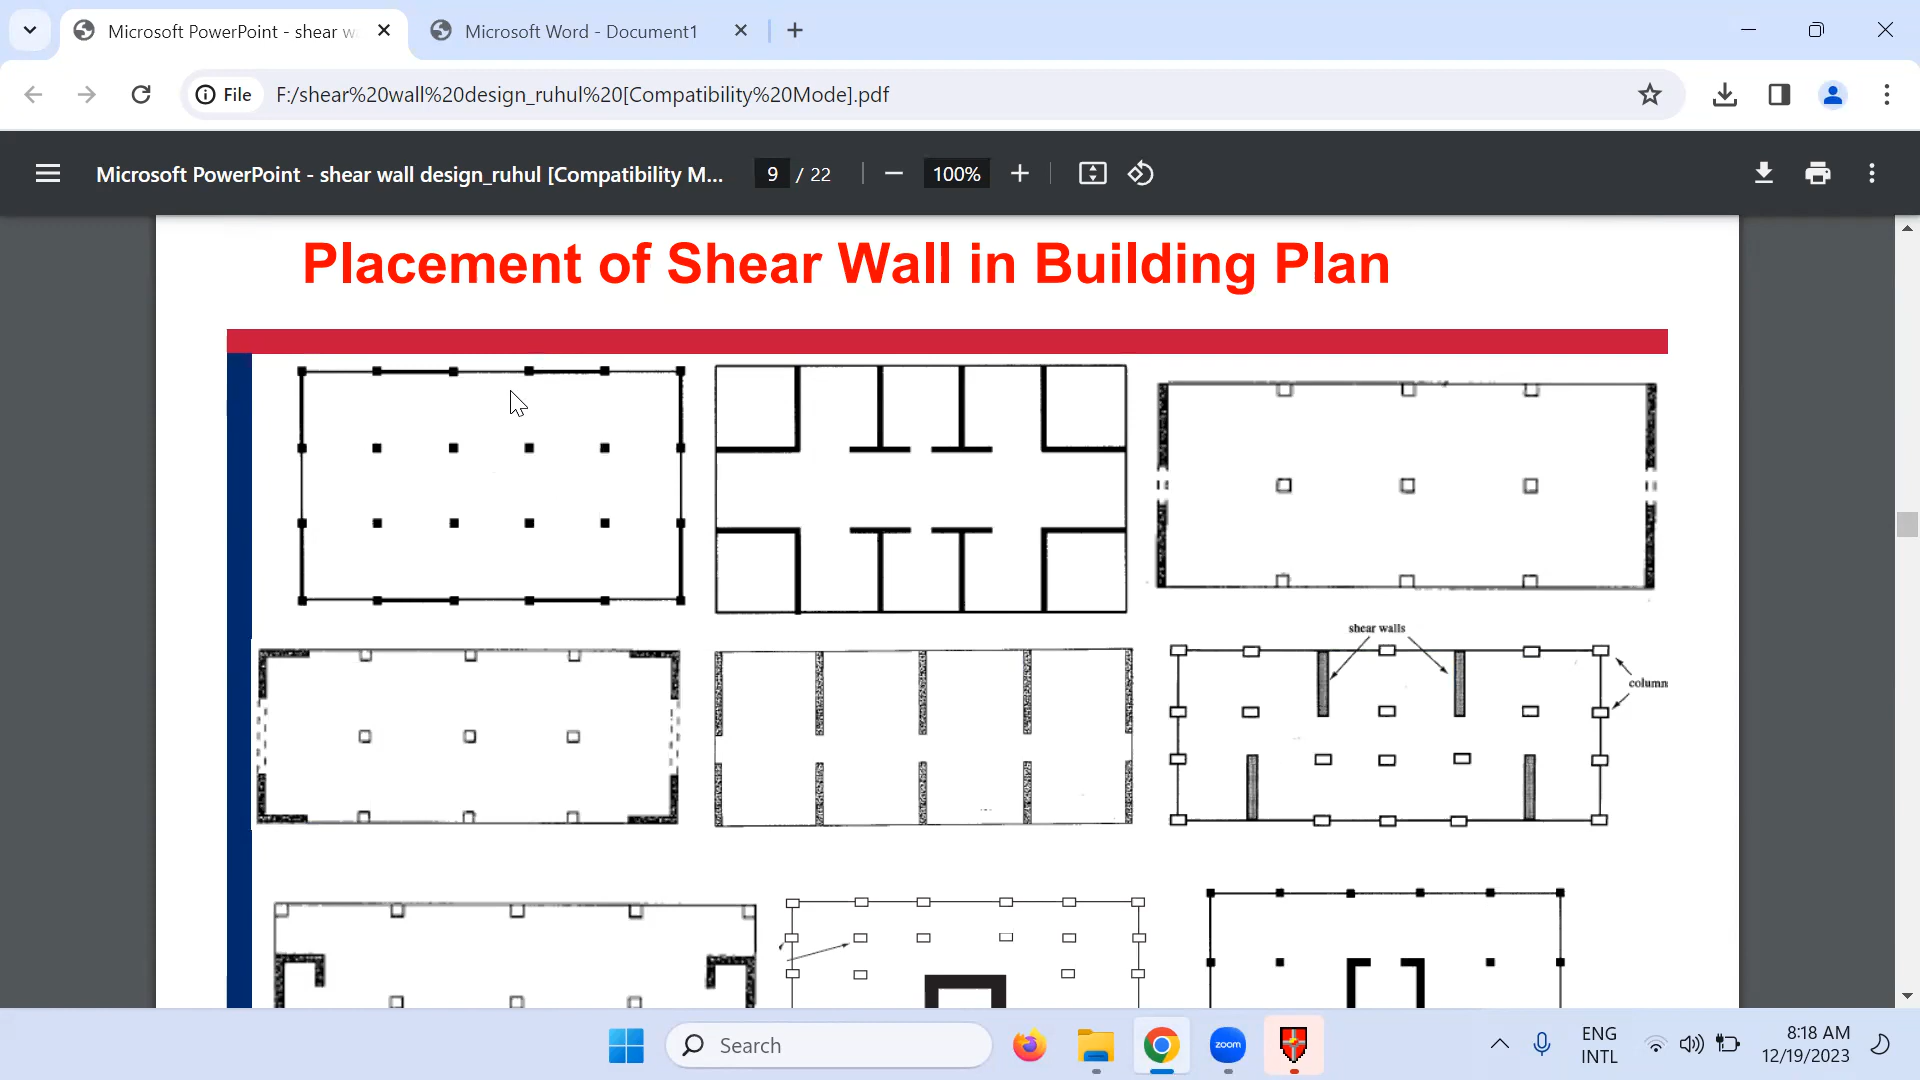 Microsoft PowerPoint - shear w
Microsoft Word - Document1
File
F:/shear%20wall%20design_ruhul%20[Compatibility%20Mode].pdf
Microsoft PowerPoint - shear wall design_ruhul [Compatibility M...
9 / 22
100%
Placement of Shear Wall in Building Plan
shear walls
column
Search
zoom
ENG
INTL
8:18 AM
12/19/2023